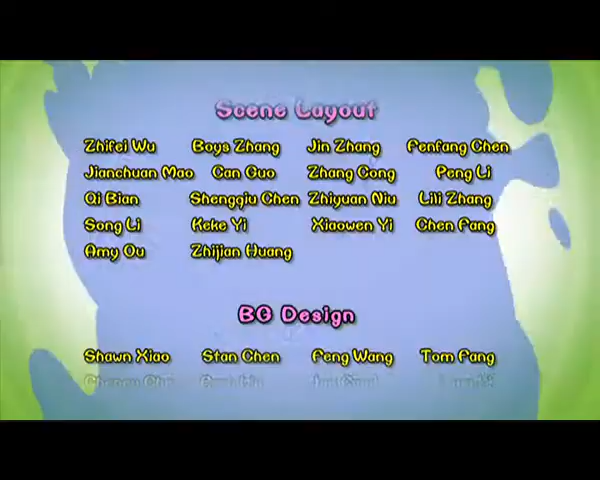 Scene Layout
Zhifei Wu Boys Zhang Jin Zhang Fenfang Chen
Jianchuan Mao Can Guo Zhang Cong Peng Li
Qi Bian Shengqiu Chen Zhiyuan Niu Lili Zhang
Song Li Keke Yi Xiaowen Yi Chen Fang
Amy Ou Zhijian Huang
BG Design
Shawn Xiao Stan Chen Feng Wang Tom Fang